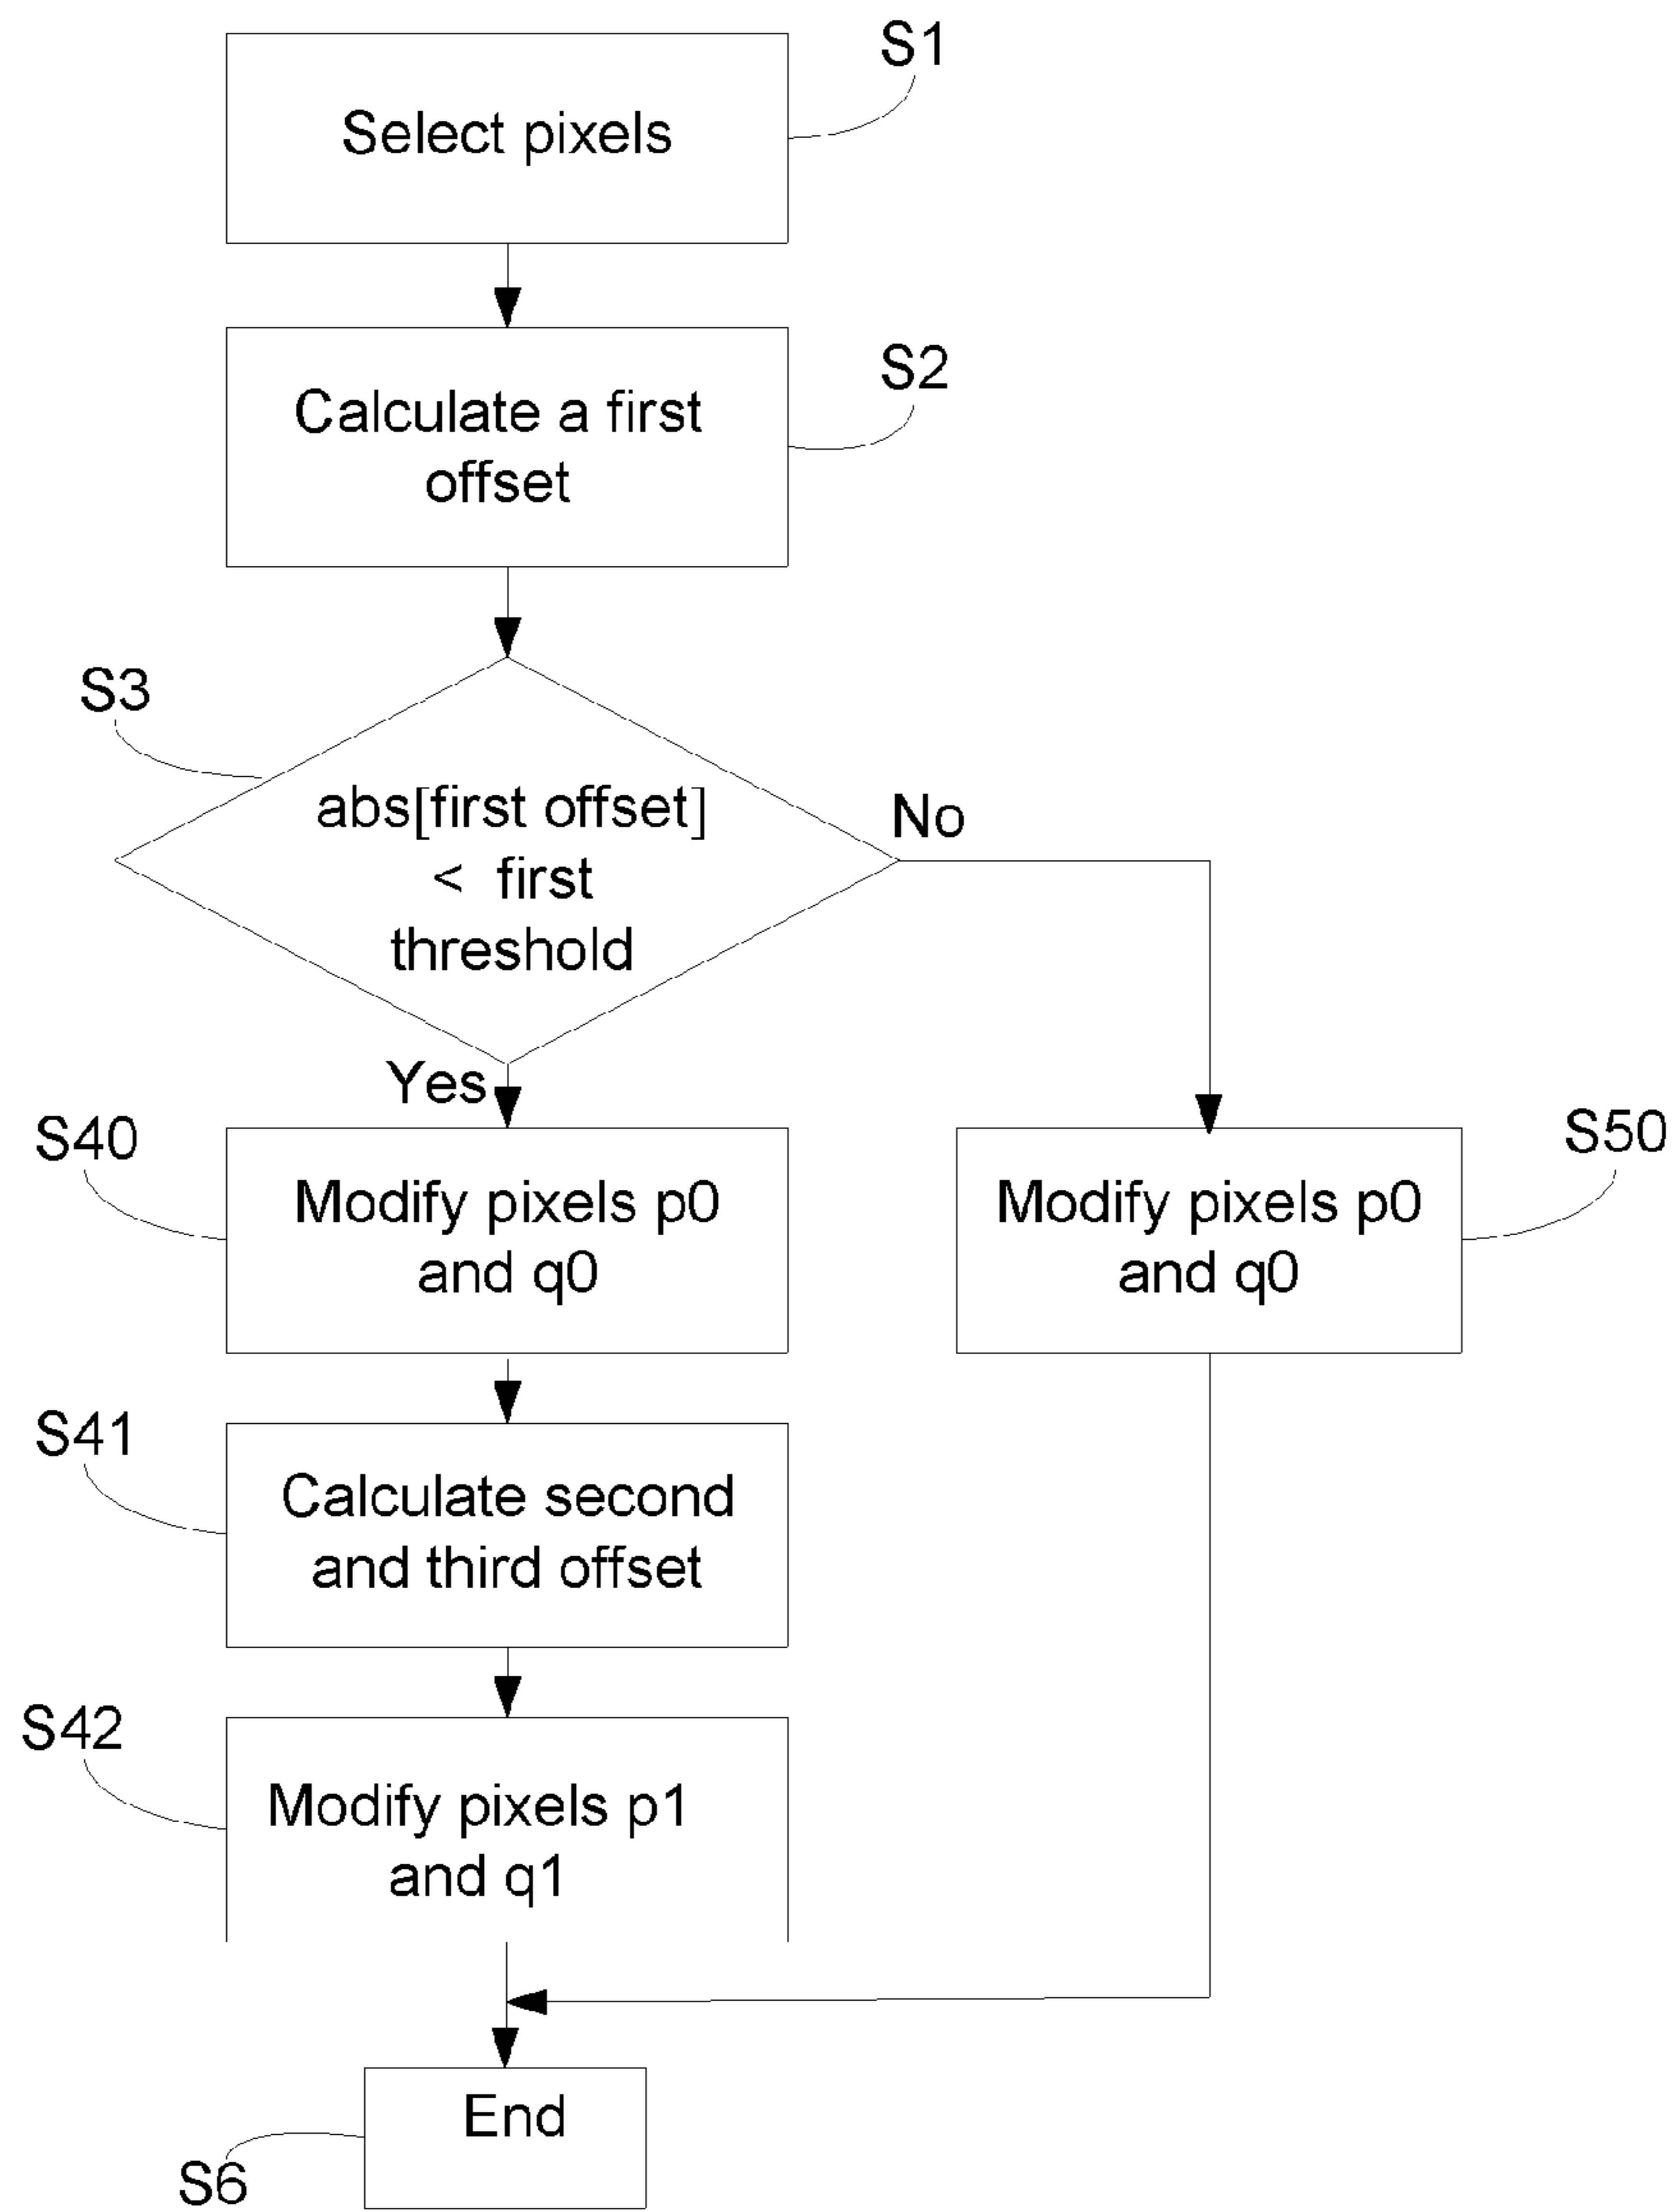 S1
Select pixels
S2
Calculate a first
offset
S3
abs[first offset]
< first
threshold
No
Yes
S40
Modify pixels p0
and q0
S50
Modify pixels p0
and q0
S41
Calculate second
and third offset
S42
Modify pixels p1
and q1
End
S6